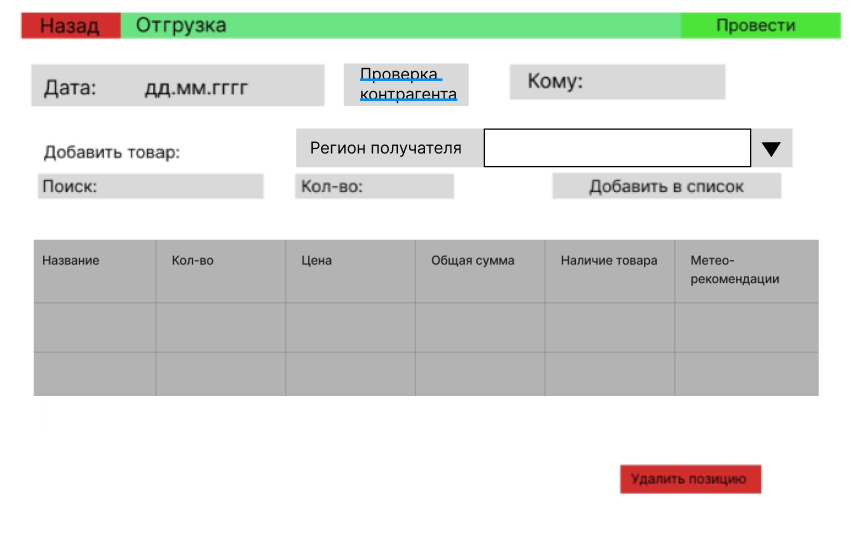 Назад Отгрузка Провести
Дата: дд.мм.гггг
Проверка
контрагента
Кому:
Добавить товар:
Регион получателя
Поиск:
Кол-во:
Добавить в список
Название Кол-во Цена Общая сумма Наличие товара Метео-
рекомендации
Удалить позицию